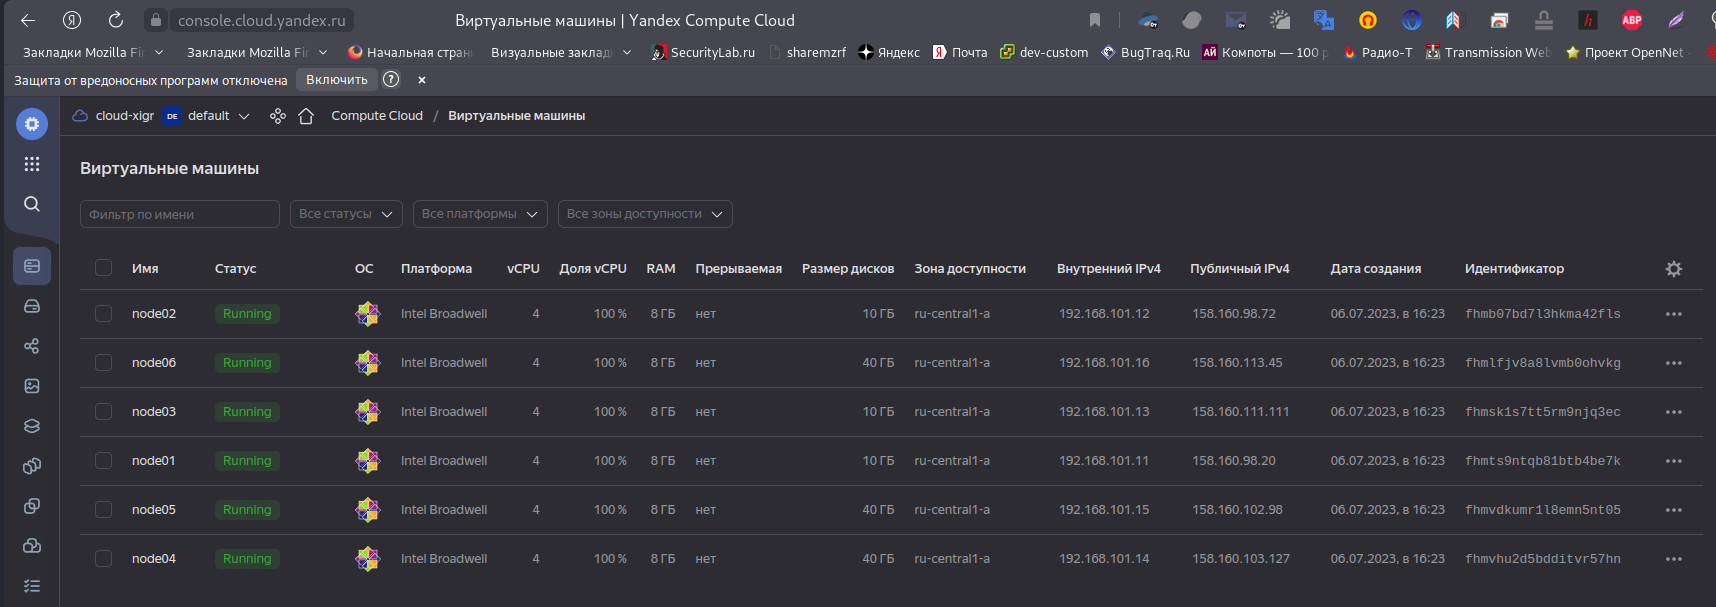 console.cloud.yandex.ru Виртуальные машины | Yandex Compute Cloud ABP
Закладки Mozilla Fir Закладки Mozilla Fir Начальная стран Визуальные заклад SecurityLab.ru sharemzrf Яндекс Почта dev-custom BugTraq.Ru Компоты — 100 р Радио-Т Transmission Web Проект OpenNet
Защита от вредоносных программ отключена Включить
cloud-xigr DE default Compute Cloud / Виртуальные машины
Виртуальные машины
Фильтр по имени Все статусы Все платформы Все зоны доступности
Имя Статус ОС Платформа vCPU Доля vCPU RAM Прерываемая Размер дисков Зона доступности Внутренний IPv4 Публичный IPv4 Дата создания Идентификатор
node02 Running Intel Broadwell 4 100 % 8 ГБ нет 10 ГБ ru-central1-a 192.168.101.12 158.160.98.72 06.07.2023, в 16:23 fhmb07bd7l3hkma42fls
node06 Running Intel Broadwell 4 100 % 8 ГБ нет 40 ГБ ru-central1-a 192.168.101.16 158.160.113.45 06.07.2023, в 16:23 fhmlfjv8a8lvmb0ohvkg
node03 Running Intel Broadwell 4 100 % 8 ГБ нет 10 ГБ ru-central1-a 192.168.101.13 158.160.111.111 06.07.2023, в 16:23 fhmsk1s7tt5rm9njq3ec
node01 Running Intel Broadwell 4 100 % 8 ГБ нет 10 ГБ ru-central1-a 192.168.101.11 158.160.98.20 06.07.2023, в 16:23 fhmts9ntqb81btb4be7k
node05 Running Intel Broadwell 4 100 % 8 ГБ нет 40 ГБ ru-central1-a 192.168.101.15 158.160.102.98 06.07.2023, в 16:23 fhmvdkumr1l8emn5nt05
node04 Running Intel Broadwell 4 100 % 8 ГБ нет 40 ГБ ru-central1-a 192.168.101.14 158.160.103.127 06.07.2023, в 16:23 fhmvhu2d5bdditvr57hn